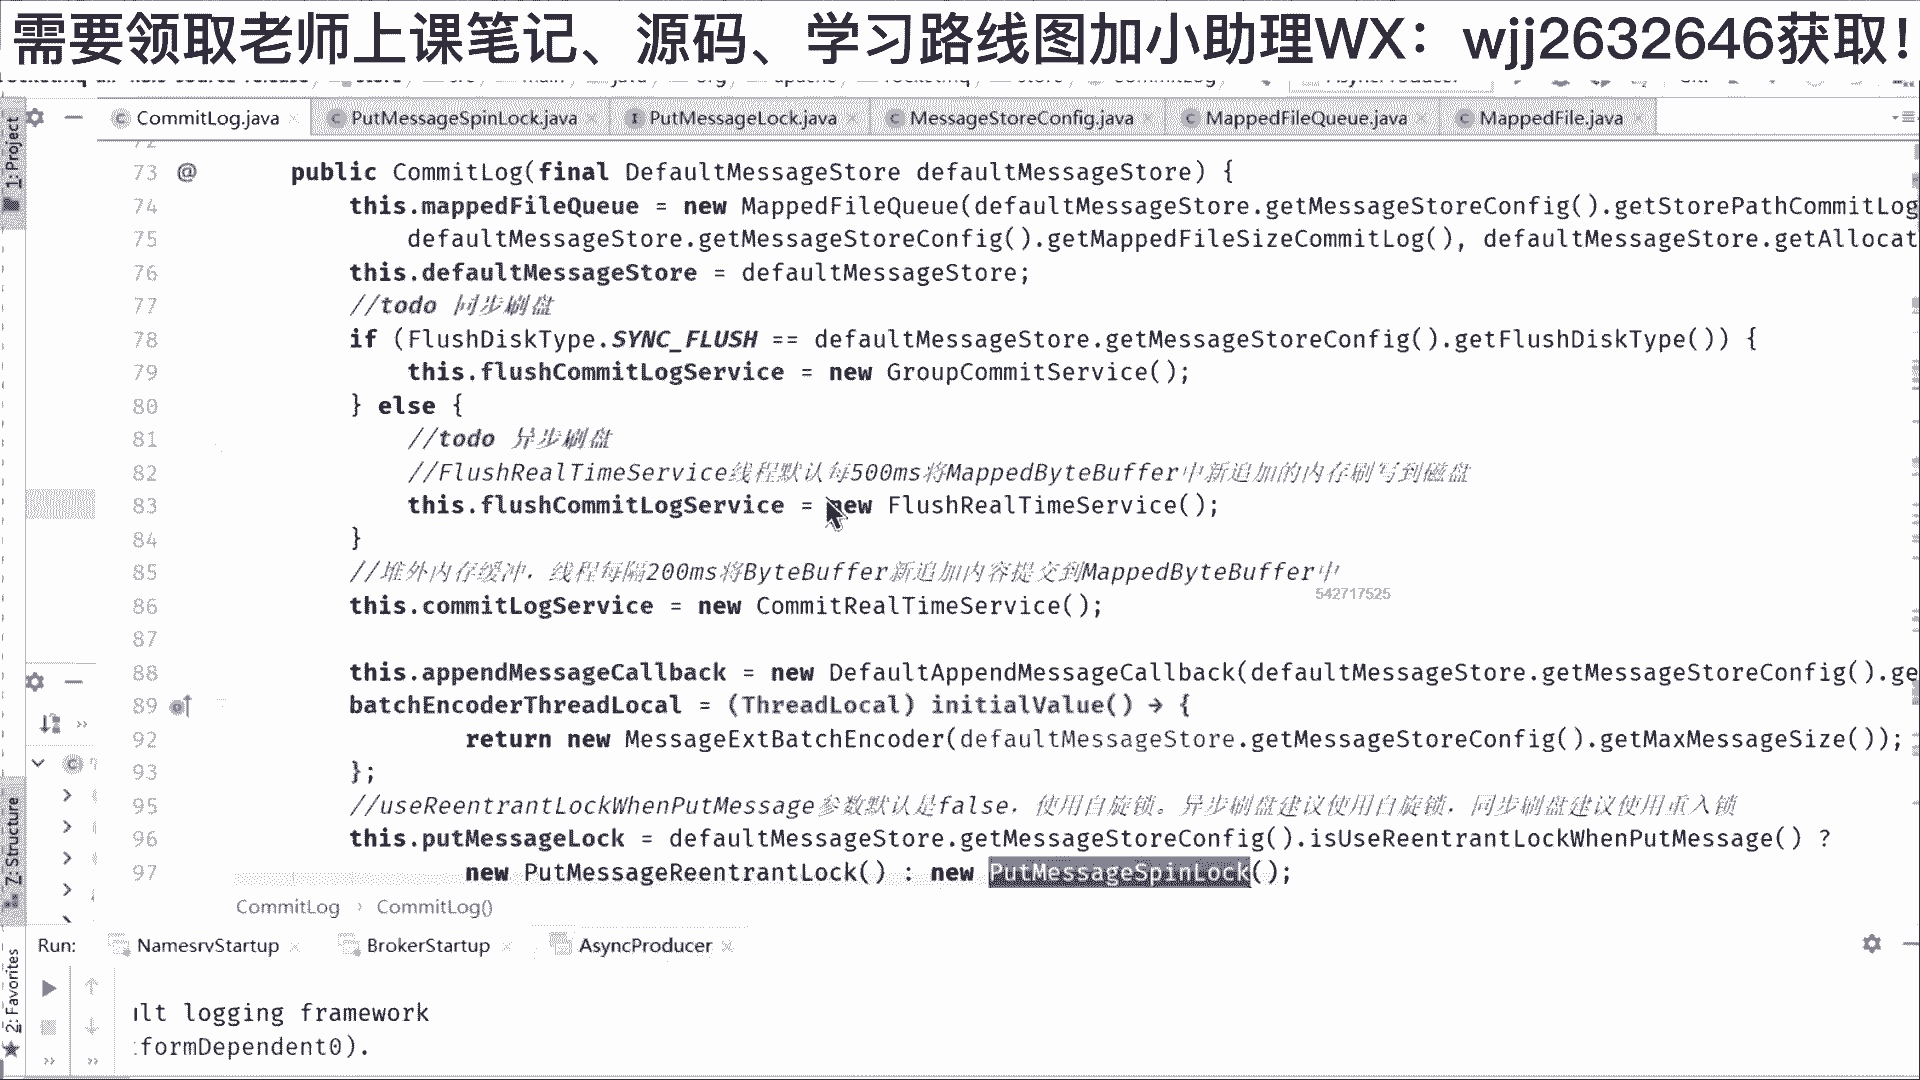 需要领取老师上课笔记、源码、学习路线图加小助理WX：wjj2632646获取！
1: Project
CommitLog.java
PutMessageSpinLock.java
PutMessageLock.java
MessageStoreConfig.java
MappedFileQueue.java
MappedFile.java
72
73 @ public CommitLog(final DefaultMessageStore defaultMessageStore) {
74 this.mappedFileQueue = new MappedFileQueue(defaultMessageStore.getMessageStoreConfig().getStorePathCommitLog
75 defaultMessageStore.getMessageStoreConfig().getMappedFileSizeCommitLog(), defaultMessageStore.getAllocat
76 this.defaultMessageStore = defaultMessageStore;
77 //todo 同步刷盘
78 if (FlushDiskType.SYNC_FLUSH == defaultMessageStore.getMessageStoreConfig().getFlushDiskType()) {
79 this.flushCommitLogService = new GroupCommitService();
80 } else {
81 //todo 异步刷盘
82 //FlushRealTimeService线程默认每500ms将MappedByteBuffer中新追加的内存刷写到磁盘
83 this.flushCommitLogService = new FlushRealTimeService();
84 }
85 //堆外内存缓冲，线程每隔200ms将ByteBuffer新追加内容提交到MappedByteBuffer中
542717525
86 this.commitLogService = new CommitRealTimeService();
87
88 this.appendMessageCallback = new DefaultAppendMessageCallback(defaultMessageStore.getMessageStoreConfig().ge
89 batchEncoderThreadLocal = (ThreadLocal) initialValue() → {
92 return new MessageExtBatchEncoder(defaultMessageStore.getMessageStoreConfig().getMaxMessageSize());
93 };
95 //useReentrantLockWhenPutMessage参数默认是false，使用自旋锁。异步刷盘建议使用自旋锁，同步刷盘建议使用重入锁
96 this.putMessageLock = defaultMessageStore.getMessageStoreConfig().isUseReentrantLockWhenPutMessage() ?
97 new PutMessageReentrantLock() : new PutMessageSpinLock();
CommitLog › CommitLog()
7: Structure
Run: NamesrvStartup BrokerStartup AsyncProducer
2: Favorites
ult logging framework
:formDependent0).